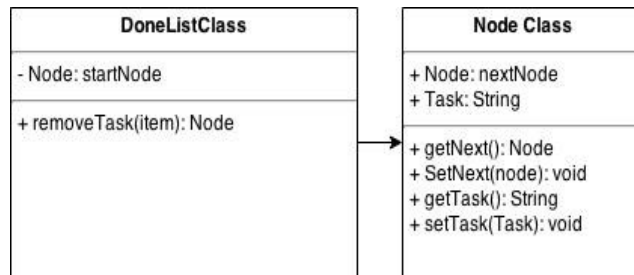 DoneListClass
- Node: startNode
+ removeTask(item): Node
Node Class
+ Node: nextNode
+ Task: String
+ getNext(): Node
+ SetNext(node): void
+ getTask(): String
+ setTask(Task): void